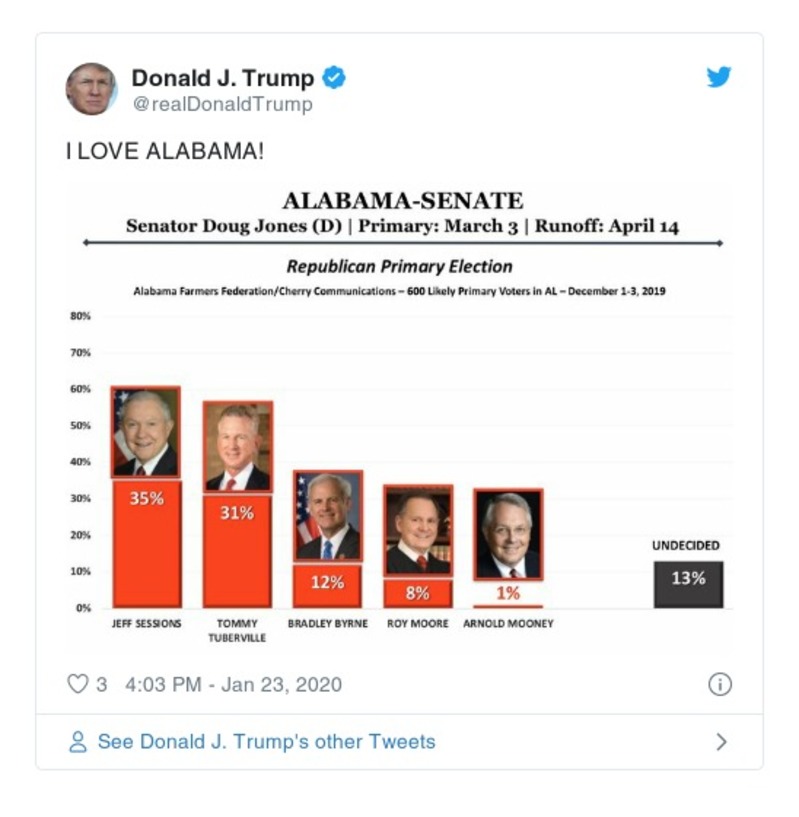 Donald J. Trump
@realDonaldTrump
I LOVE ALABAMA!
ALABAMA-SENATE
Senator Doug Jones (D) | Primary: March 3 | Runoff: April 14
Republican Primary Election
Alabama Farmers Federation/Cherry Communications – 600 Likely Primary Voters in AL – December 1-3, 2019
80%
70%
60%
50%
40%
30%
20%
10%
0%
35%
31%
12%
8%
1%
UNDECIDED
13%
JEFF SESSIONS
TOMMY
TUBERVILLE
BRADLEY BYRNE
ROY MOORE
ARNOLD MOONEY
3 4:03 PM - Jan 23, 2020
See Donald J. Trump's other Tweets